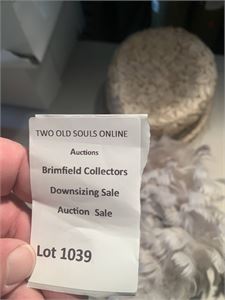 TWO OLD SOULS ONLINE
Auctions
Brimfield Collectors
Downsizing Sale
Auction Sale
Lot 1039